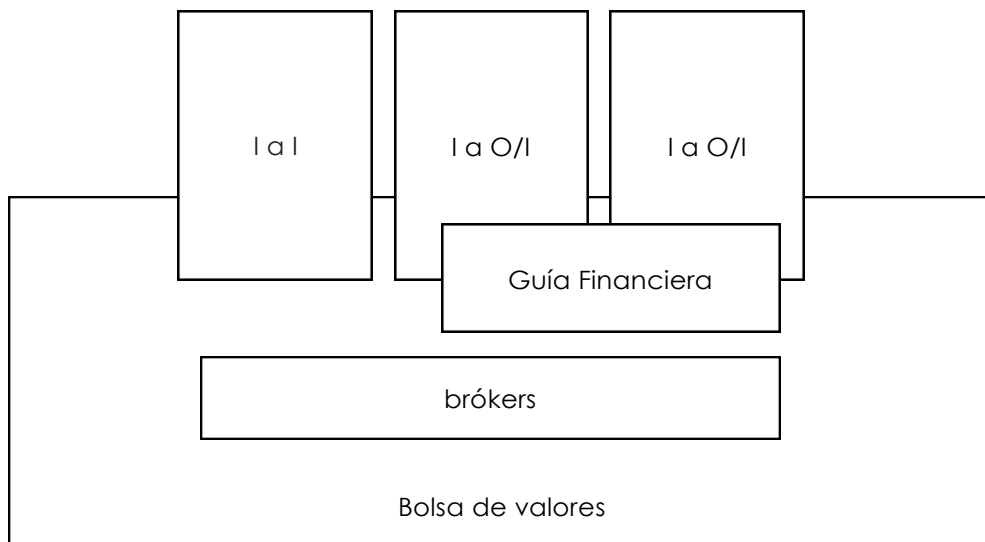 I a I
I a O/I
I a O/I
Guía Financiera
brókers
Bolsa de valores